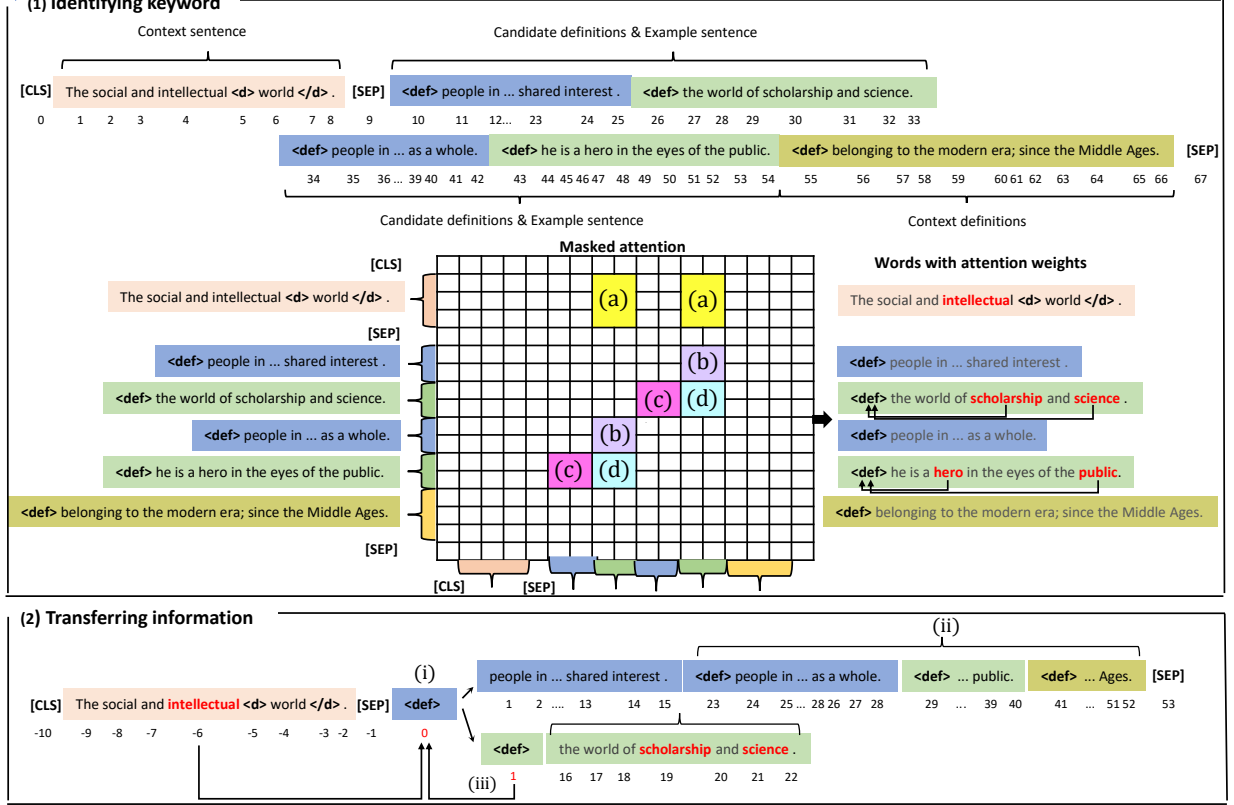 (1) Identifying keyword
Context sentence
Candidate definitions & Example sentence
[CLS] The social and intellectual <d> world </d> . [SEP] <def> people in ... shared interest . <def> the world of scholarship and science.
0 1 2 3 4 5 6 7 8 9 10 11 12... 23 24 25 26 27 28 29 30 31 32 33
<def> people in ... as a whole. <def> he is a hero in the eyes of the public. <def> belonging to the modern era; since the Middle Ages. [SEP]
34 35 36 ... 39 40 41 42 43 44 45 46 47 48 49 50 51 52 53 54 55 56 57 58 59 60 61 62 63 64 65 66 67
Candidate definitions & Example sentence
Context definitions
Masked attention
[CLS]
Words with attention weights
The social and intellectual <d> world </d> .
(a) (a)
The social and intellectual <d> world </d> .
[SEP]
<def> people in ... shared interest .
(b)
<def> people in ... shared interest .
<def> the world of scholarship and science.
(c) (d)
<def> the world of scholarship and science .
<def> people in ... as a whole.
(b)
<def> people in ... as a whole.
<def> he is a hero in the eyes of the public.
(c) (d)
<def> he is a hero in the eyes of the public.
<def> belonging to the modern era; since the Middle Ages.
<def> belonging to the modern era; since the Middle Ages.
[SEP]
[CLS] [SEP]
(2) Transferring information
(ii)
(i)
people in ... shared interest . <def> people in ... as a whole. <def> ... public. <def> ... Ages. [SEP]
[CLS] The social and intellectual <d> world </d> . [SEP] <def>
1 2 .... 13 14 15 23 24 25... 28 26 27 28 29 ... 39 40 41 ... 51 52 53
-10 -9 -8 -7 -6 -5 -4 -3 -2 -1 0
<def> the world of scholarship and science .
(iii) 1 16 17 18 19 20 21 22